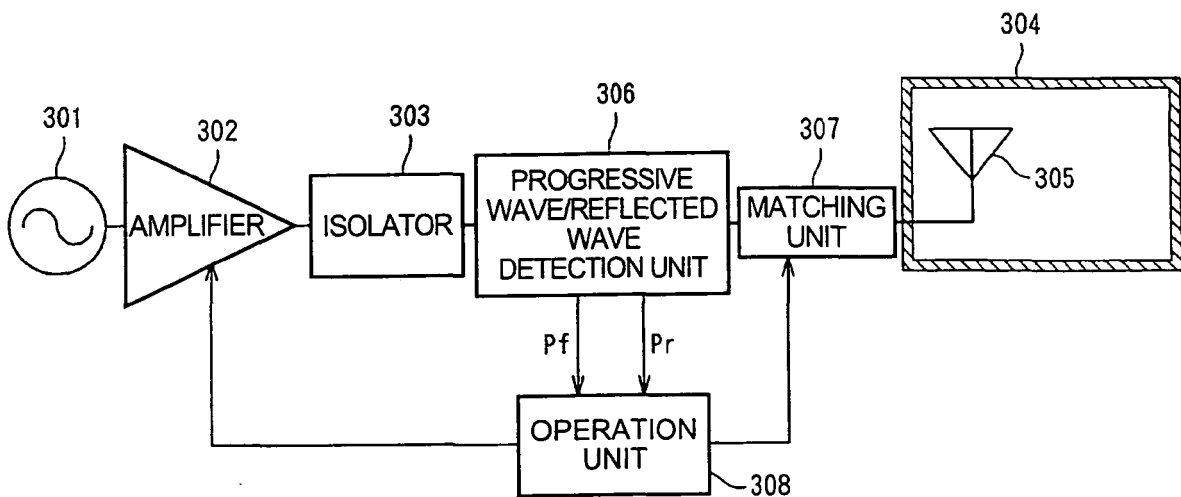 304
301
302
303
306
307
305
AMPLIFIER
ISOLATOR
PROGRESSIVE
WAVE/REFLECTED
WAVE
DETECTION UNIT
MATCHING
UNIT
Pf
Pr
OPERATION
UNIT
308